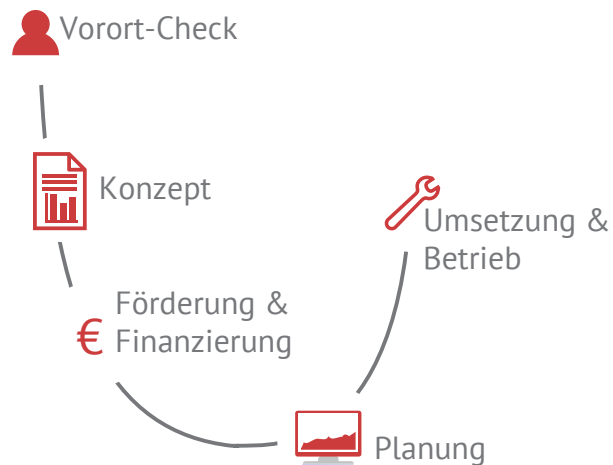 Vorort-Check
Konzept
Förderung &
€ Finanzierung
Planung
Umsetzung &
Betrieb